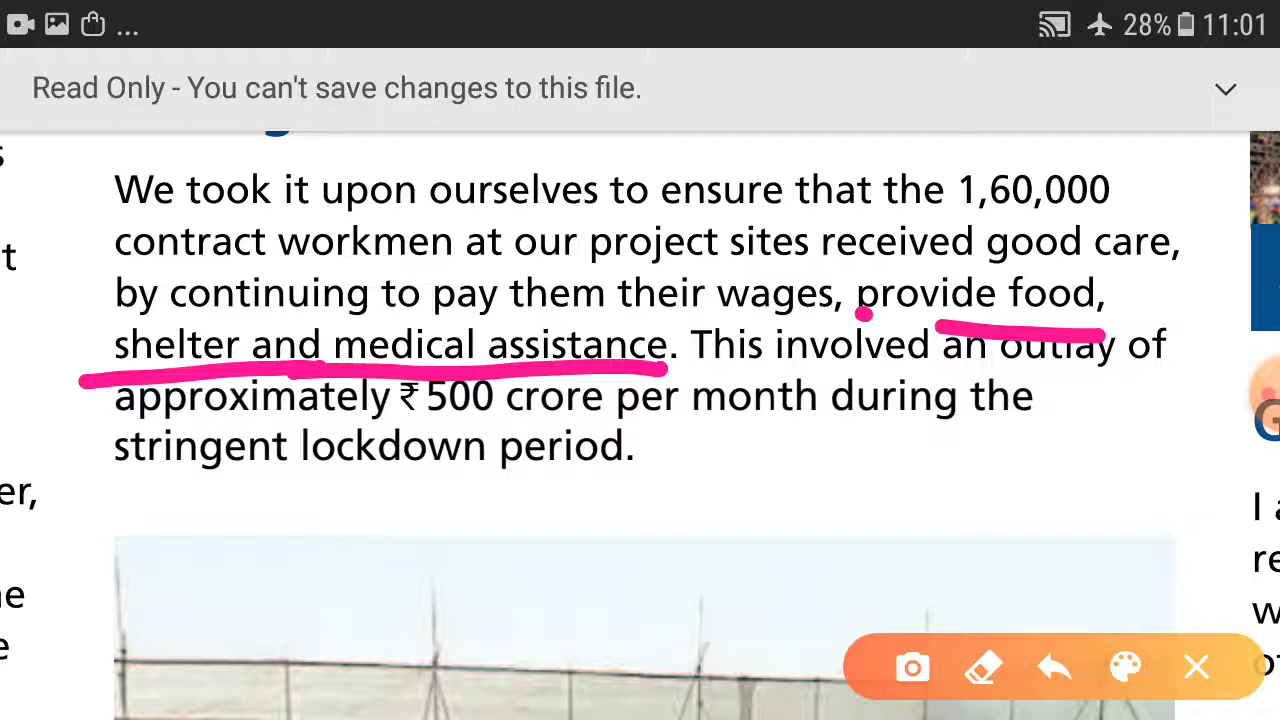 ... 28% 11:01
Read Only - You can't save changes to this file.
We took it upon ourselves to ensure that the 1,60,000
contract workmen at our project sites received good care,
by continuing to pay them their wages, provide food,
shelter and medical assistance. This involved an outlay of
approximately ₹ 500 crore per month during the
stringent lockdown period.